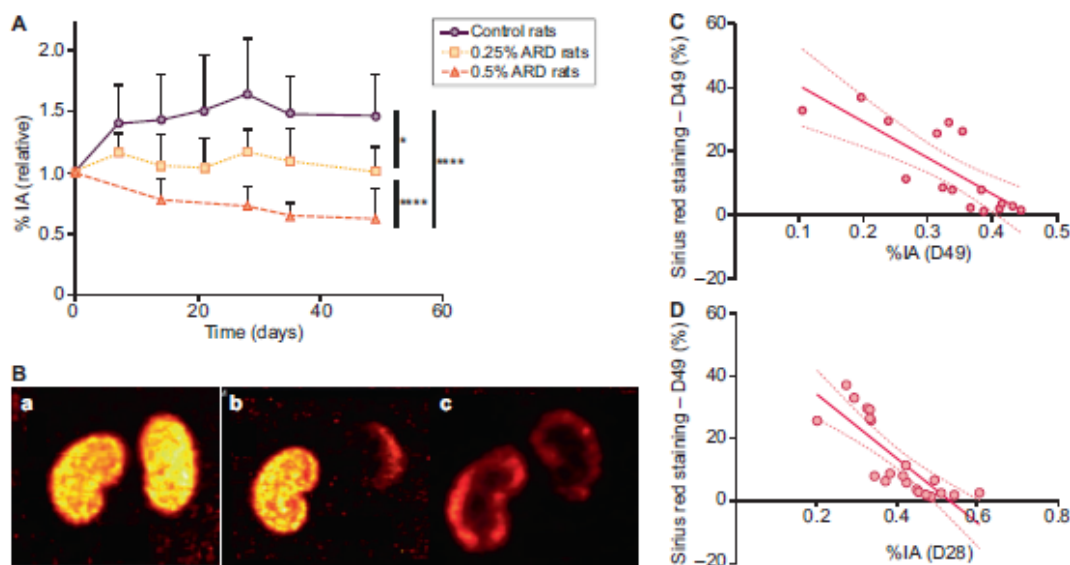 A
2.0
1.5
1.0
0.5
0
% IA (relative)
0
20
40
60
Time (days)
Control rats
0.25% ARD rats
0.5% ARD rats
*
****
****
B
a
b
c
C
Sirius red staining – D49 (%)
60
40
20
0
–20
0.1
0.2
0.3
0.4
0.5
%IA (D49)
D
Sirius red staining – D49 (%)
60
40
20
0
–20
0.2
0.4
0.6
0.8
%IA (D28)